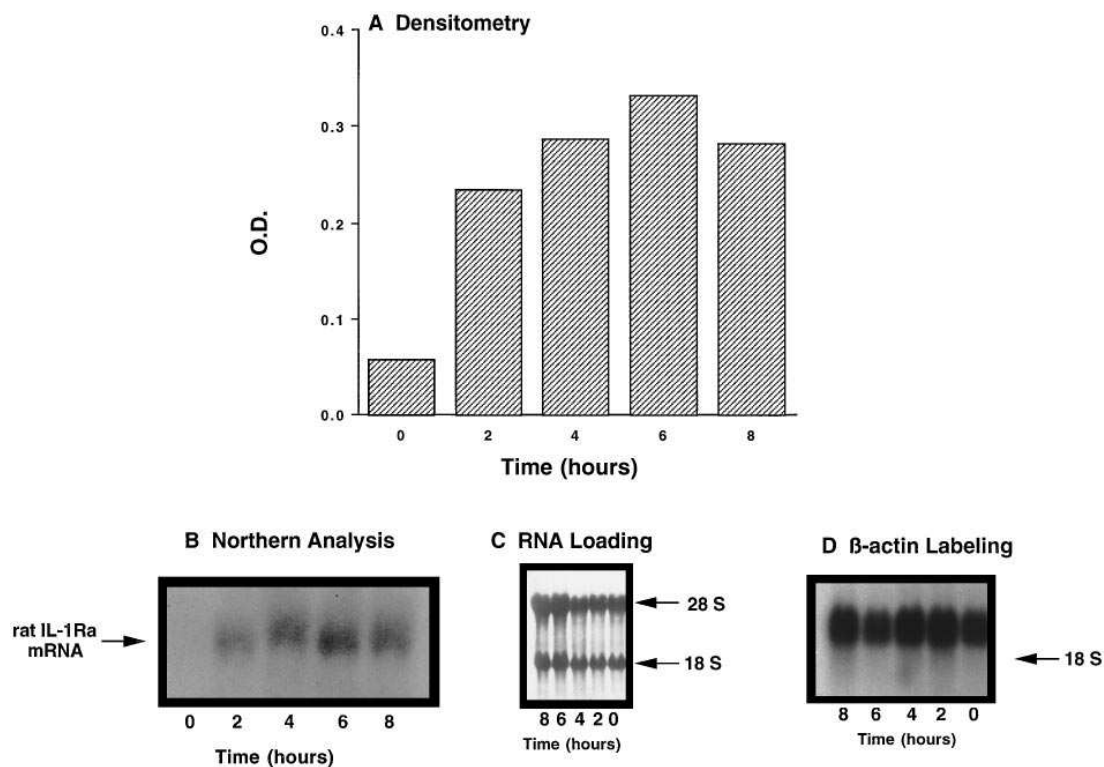 A Densitometry
0.4
0.3
0.2
0.1
0.0
O.D.
0 2 4 6 8
Time (hours)
B Northern Analysis
rat IL-1Ra
mRNA
0 2 4 6 8
Time (hours)
C RNA Loading
28 S
18 S
8 6 4 2 0
Time (hours)
D ß-actin Labeling
18 S
8 6 4 2 0
Time (hours)